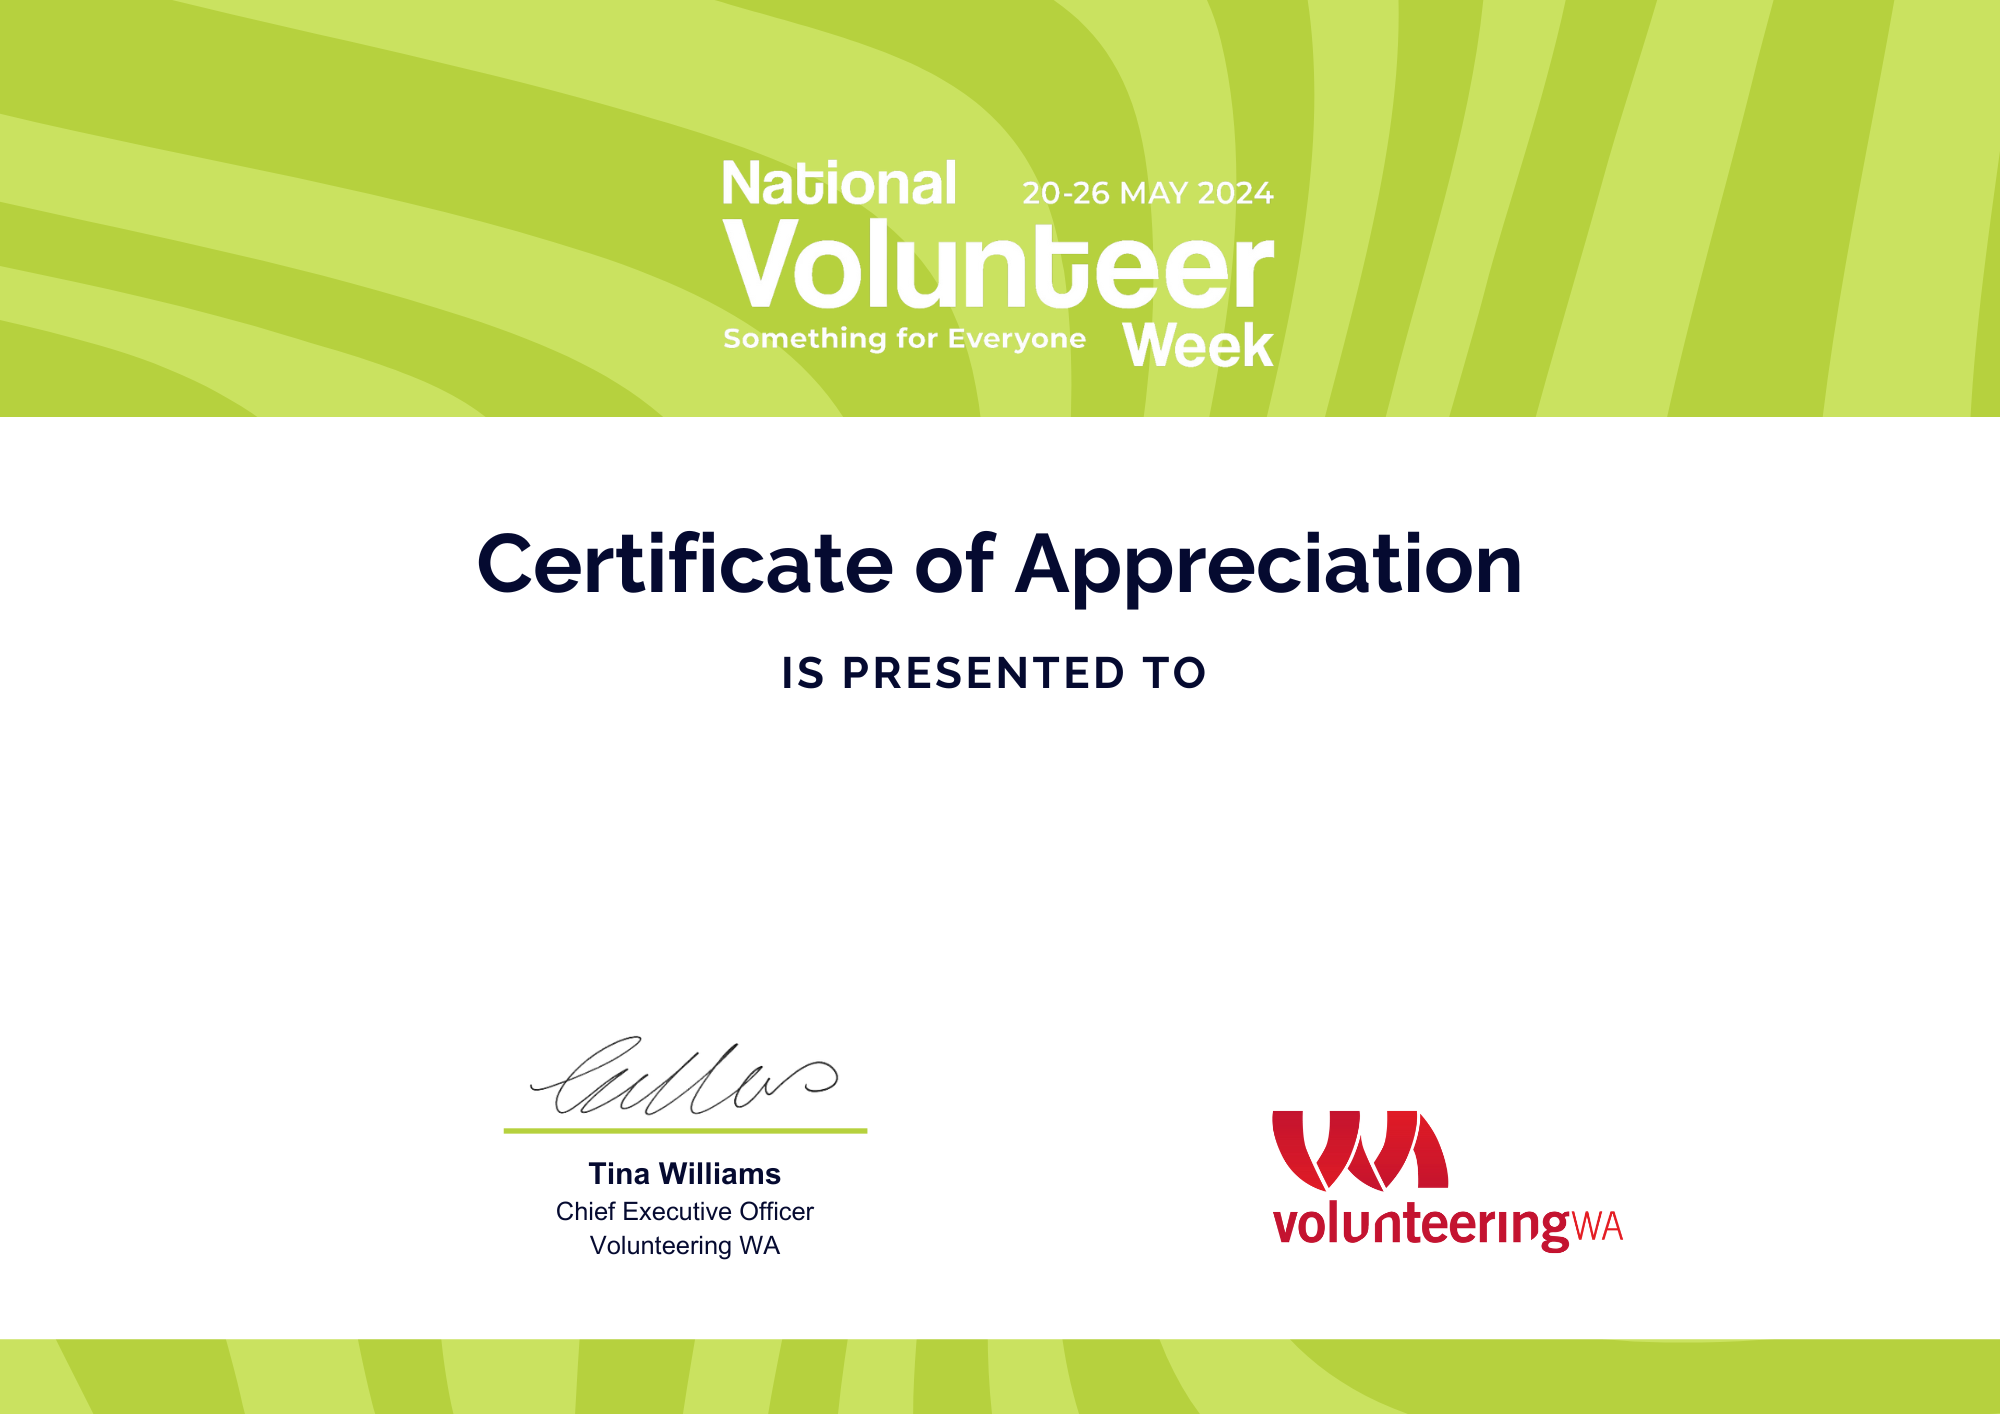 National
20-26 MAY 2024
Volunteer
Something for Everyone
Week
Certificate of Appreciation
IS PRESENTED TO
Tina Williams
Chief Executive Officer
Volunteering WA
volunteeringWA